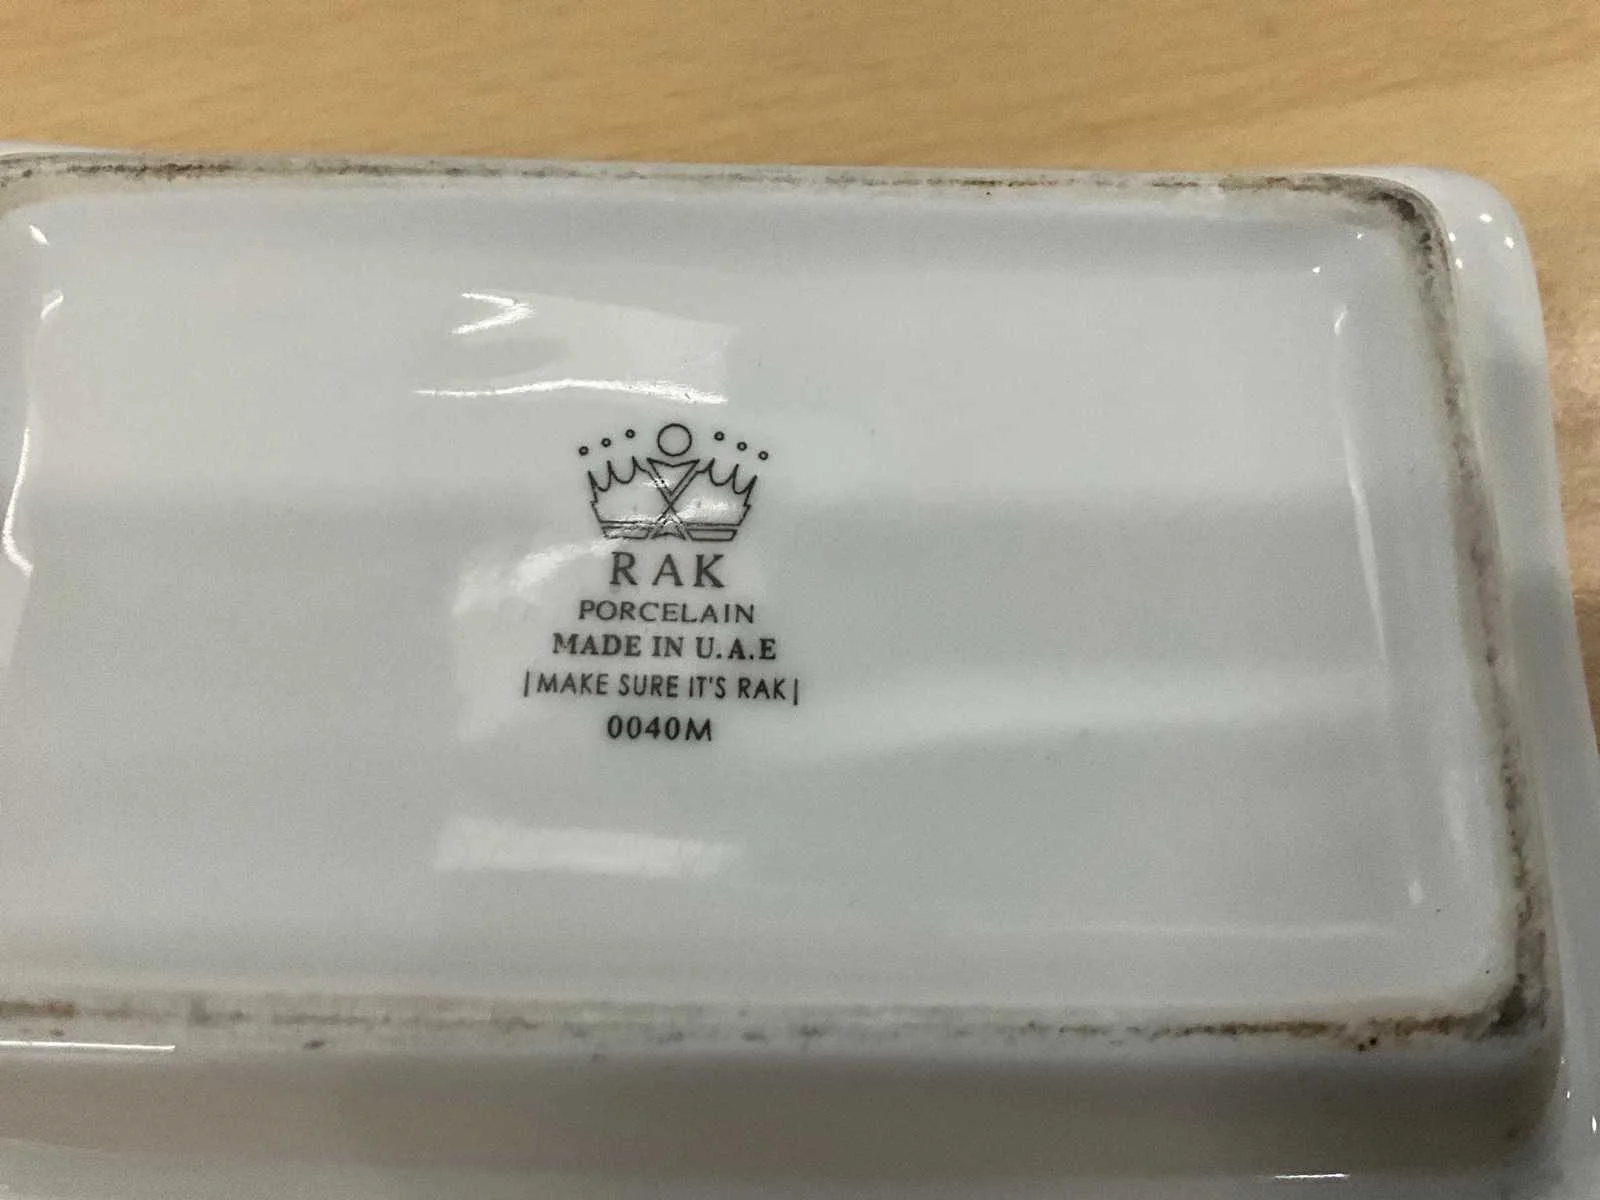 RAK
PORCELAIN
MADE IN U.A.E
|MAKE SURE IT'S RAK|
0040M